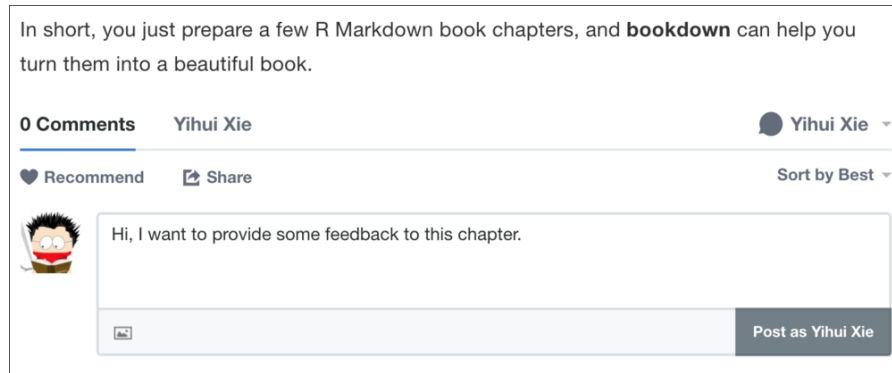 In short, you just prepare a few R Markdown book chapters, and bookdown can help you
turn them into a beautiful book.
0 Comments Yihui Xie Yihui Xie
Recommend Share Sort by Best
Hi, I want to provide some feedback to this chapter.
Post as Yihui Xie